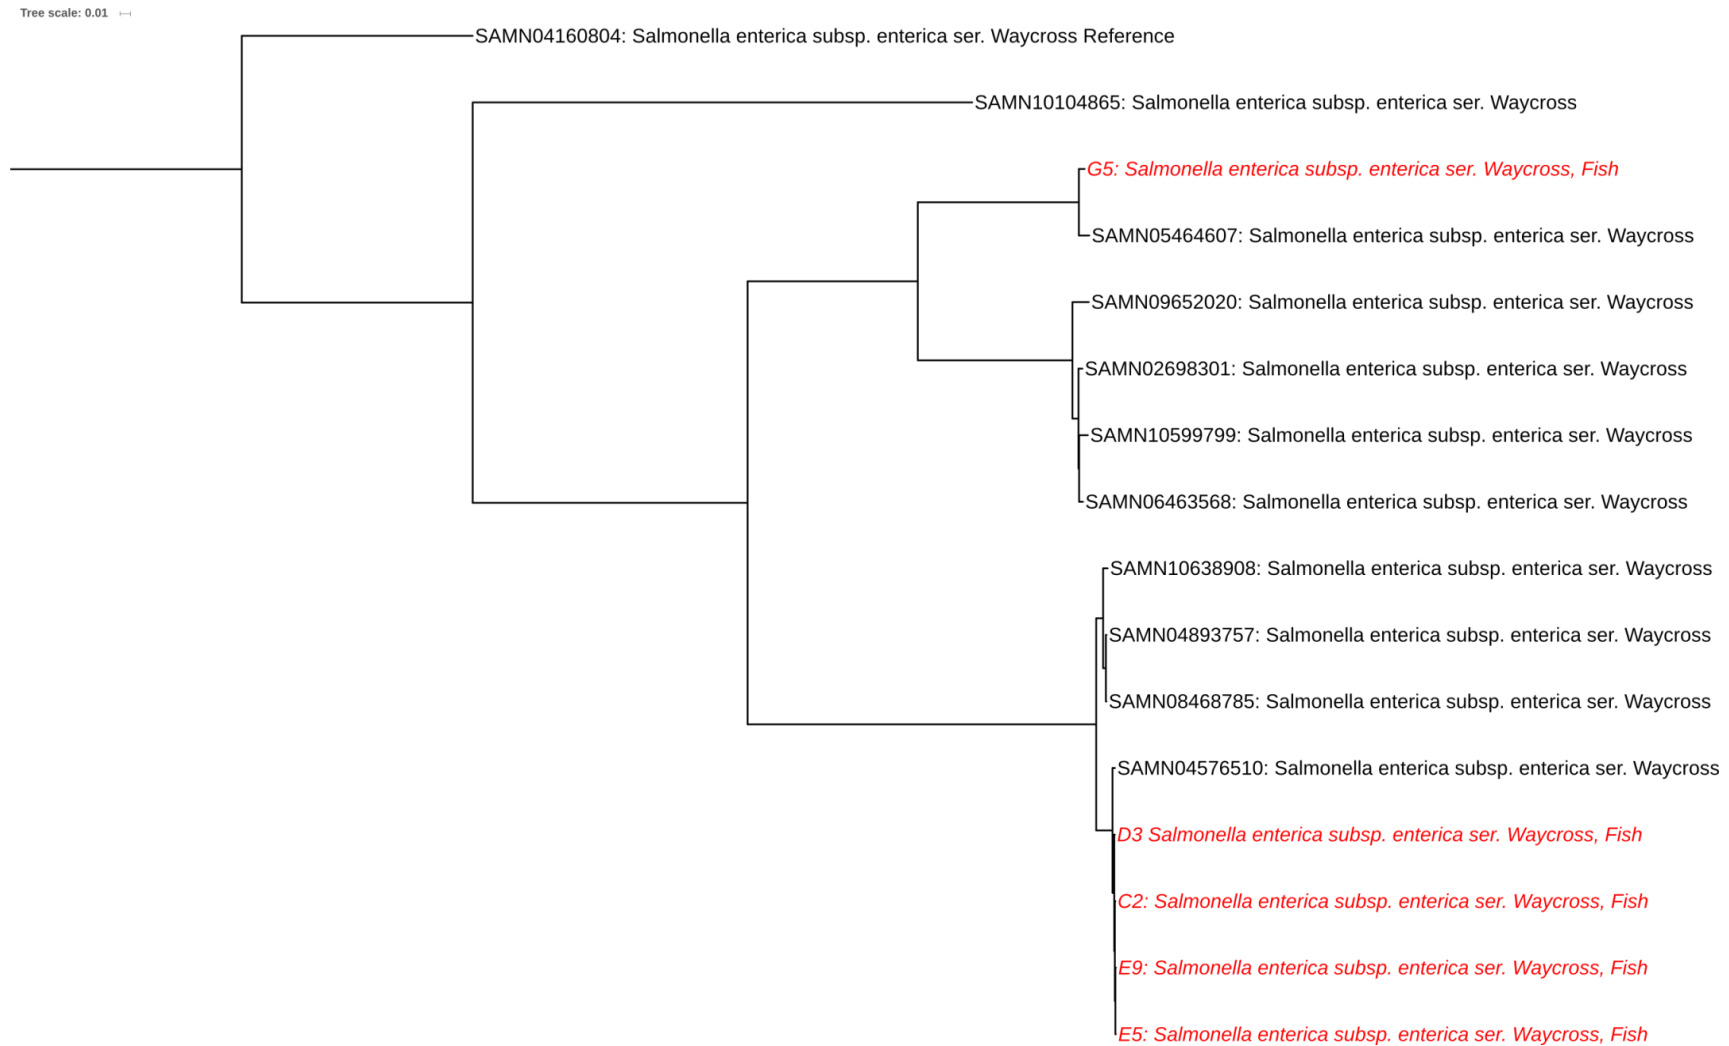 Tree scale: 0.01
SAMN04160804: Salmonella enterica subsp. enterica ser. Waycross Reference
SAMN10104865: Salmonella enterica subsp. enterica ser. Waycross
G5: Salmonella enterica subsp. enterica ser. Waycross, Fish
SAMN05464607: Salmonella enterica subsp. enterica ser. Waycross
SAMN09652020: Salmonella enterica subsp. enterica ser. Waycross
SAMN02698301: Salmonella enterica subsp. enterica ser. Waycross
SAMN10599799: Salmonella enterica subsp. enterica ser. Waycross
SAMN06463568: Salmonella enterica subsp. enterica ser. Waycross
SAMN10638908: Salmonella enterica subsp. enterica ser. Waycross
SAMN04893757: Salmonella enterica subsp. enterica ser. Waycross
SAMN08468785: Salmonella enterica subsp. enterica ser. Waycross
SAMN04576510: Salmonella enterica subsp. enterica ser. Waycross
D3 Salmonella enterica subsp. enterica ser. Waycross, Fish
C2: Salmonella enterica subsp. enterica ser. Waycross, Fish
E9: Salmonella enterica subsp. enterica ser. Waycross, Fish
E5: Salmonella enterica subsp. enterica ser. Waycross, Fish